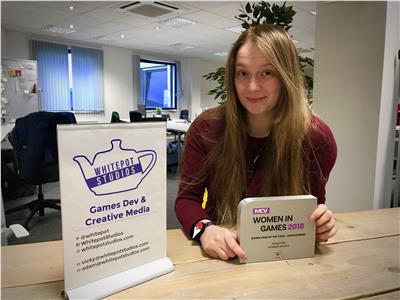 WHITEPOT
STUDIOS
Games Dev &
Creative Media
@whitepot
WhitepotStudios
whitepotstudios.com
vicky@whitepotstudios.com
adam@whitepotstudios.com
MCV
WOMEN IN
GAMES 2018